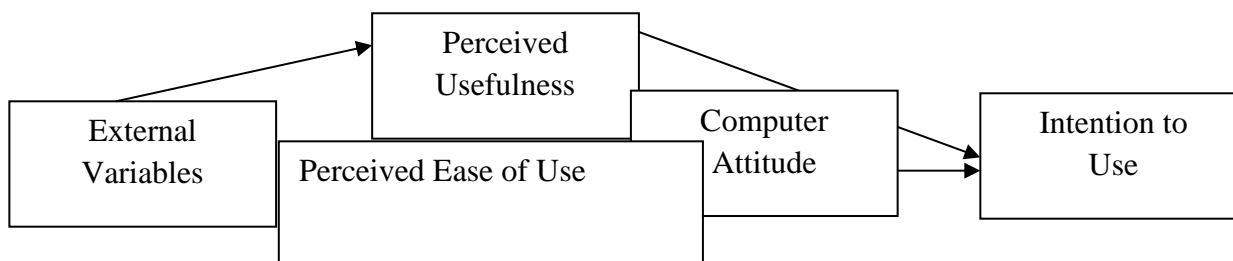 Perceived
Usefulness
External
Variables
Perceived Ease of Use
Computer
Attitude
Intention to
Use